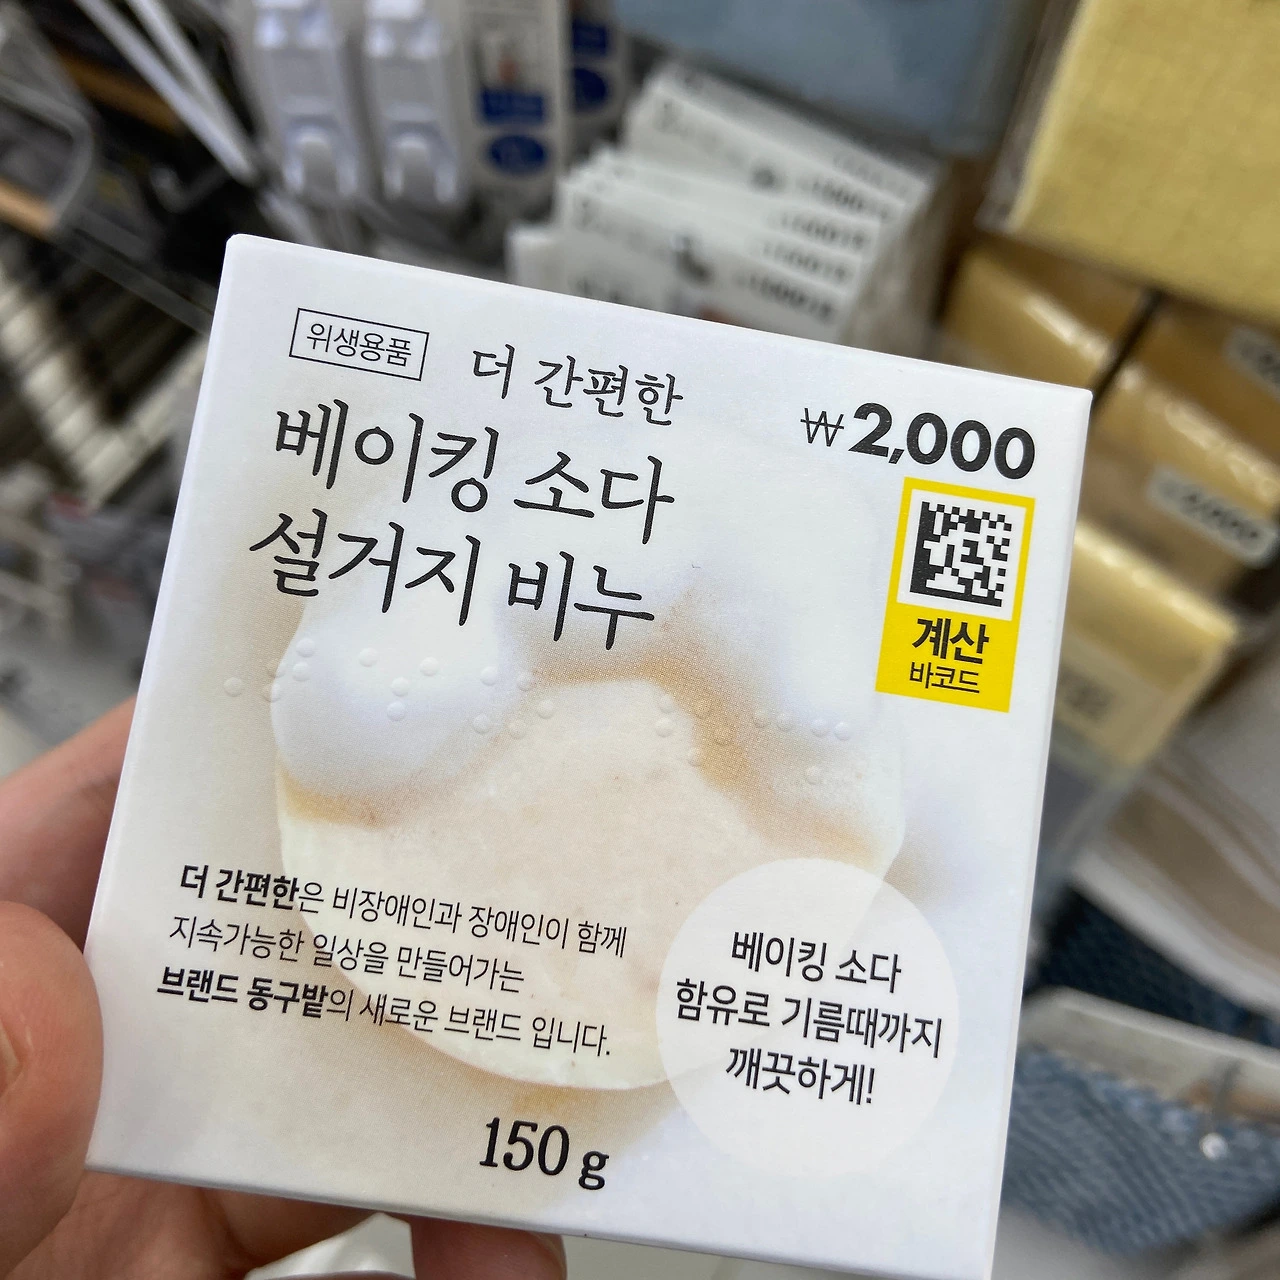 위생용품
더 간편한
베이킹 소다
설거지 비누
₩2,000
계산
바코드
더 간편한은 비장애인과 장애인이 함께
지속가능한 일상을 만들어가는
브랜드 동구밭의 새로운 브랜드 입니다.
베이킹 소다
함유로 기름때까지
깨끗하게!
150 g